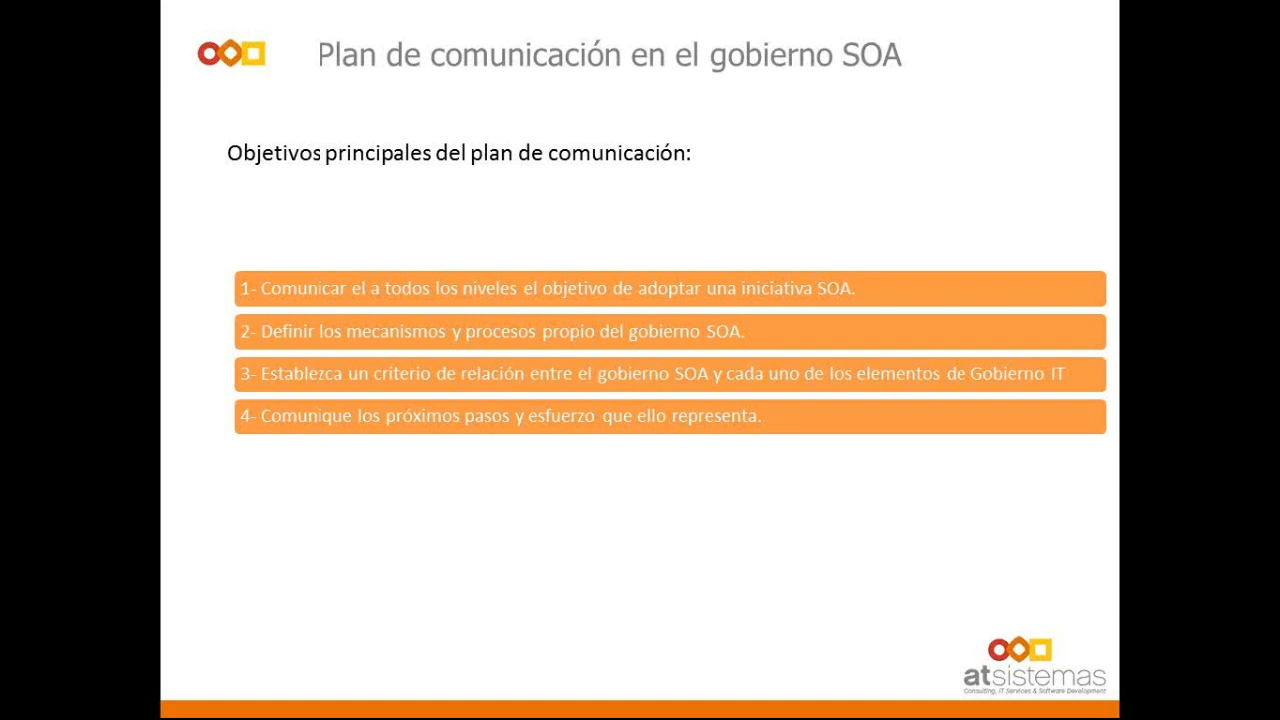 Plan de comunicación en el gobierno SOA
Objetivos principales del plan de comunicación:
1- Comunicar el a todos los niveles el objetivo de adoptar una iniciativa SOA.
2- Definir los mecanismos y procesos propio del gobierno SOA.
3- Establezca un criterio de relación entre el gobierno SOA y cada uno de los elementos de Gobierno IT
4- Comunique los próximos pasos y esfuerzo que ello representa.
atsistemas
Consulting, IT Services & Software Development